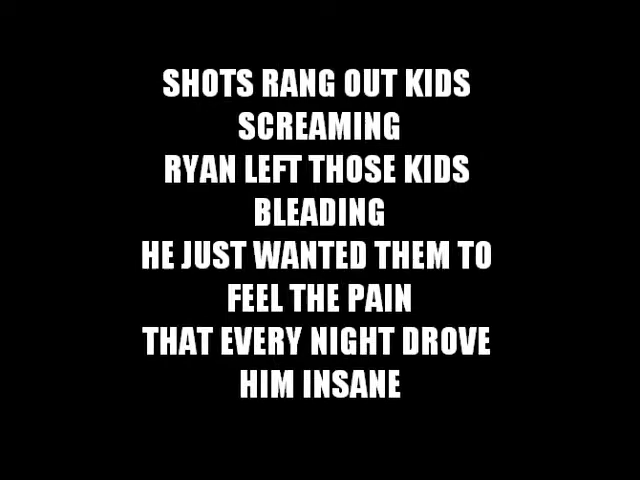 SHOTS RANG OUT KIDS
SCREAMING
RYAN LEFT THOSE KIDS
BLEADING
HE JUST WANTED THEM TO
FEEL THE PAIN
THAT EVERY NIGHT DROVE
HIM INSANE